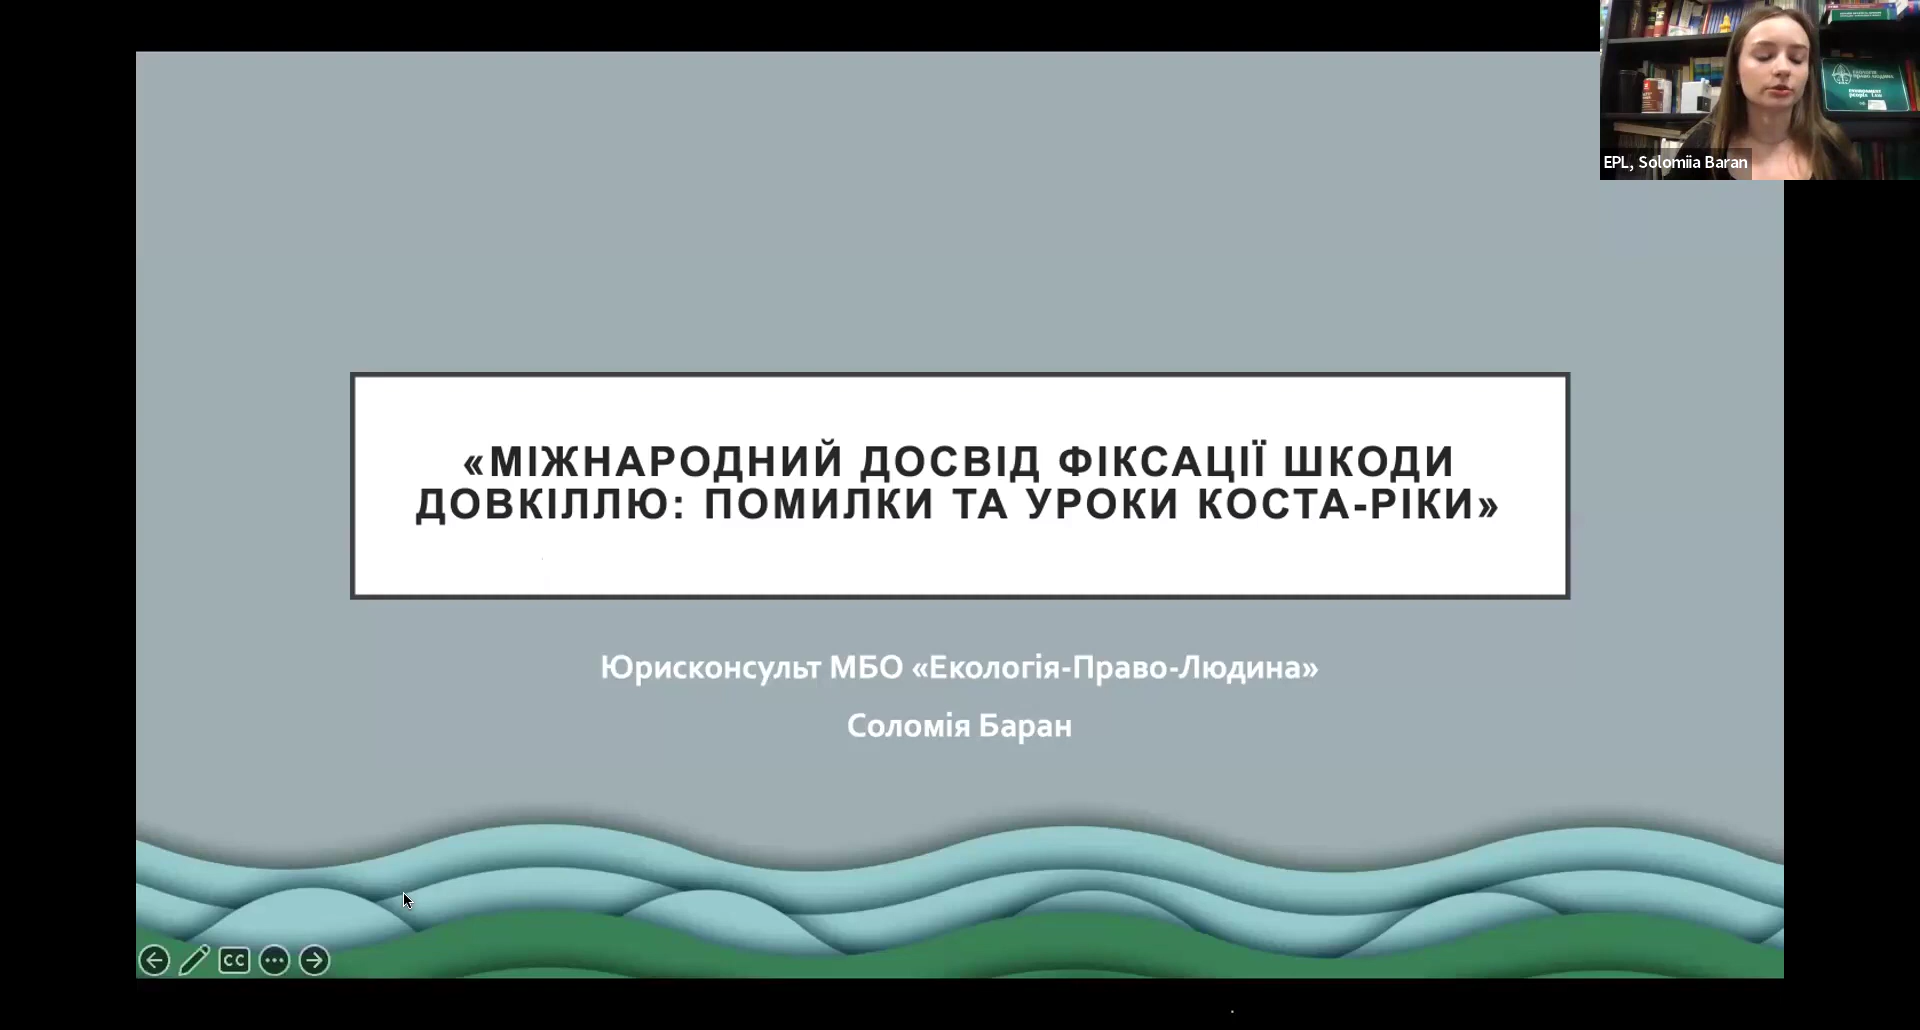 «МІЖНАРОДНИЙ ДОСВІД ФІКСАЦІЇ ШКОДИ
ДОВКІЛЛЮ: ПОМИЛКИ ТА УРОКИ КОСТА-РІКИ»
Юрисконсульт МБО «Екологія-Право-Людина»
Соломія Баран
EPL, Solomiia Baran
CC